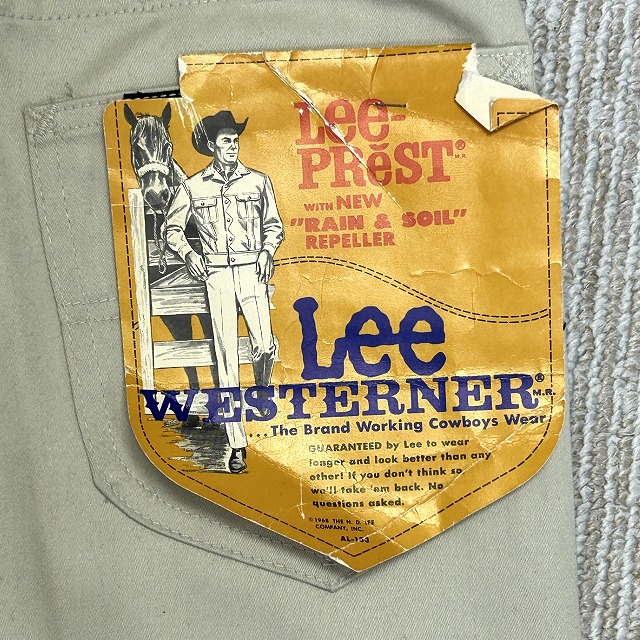 Lee-
PRĕST® M.R.
WITH NEW
"RAIN & SOIL"
REPELLER
Lee
WESTERNER® M.R.
...The Brand Working Cowboys Wear
GUARANTEED by Lee to wear
longer and look better than any
other! If you don't think so
we'll take 'em back. No
questions asked.
© 1968 THE H. D. LEE
COMPANY, INC.
AL-153